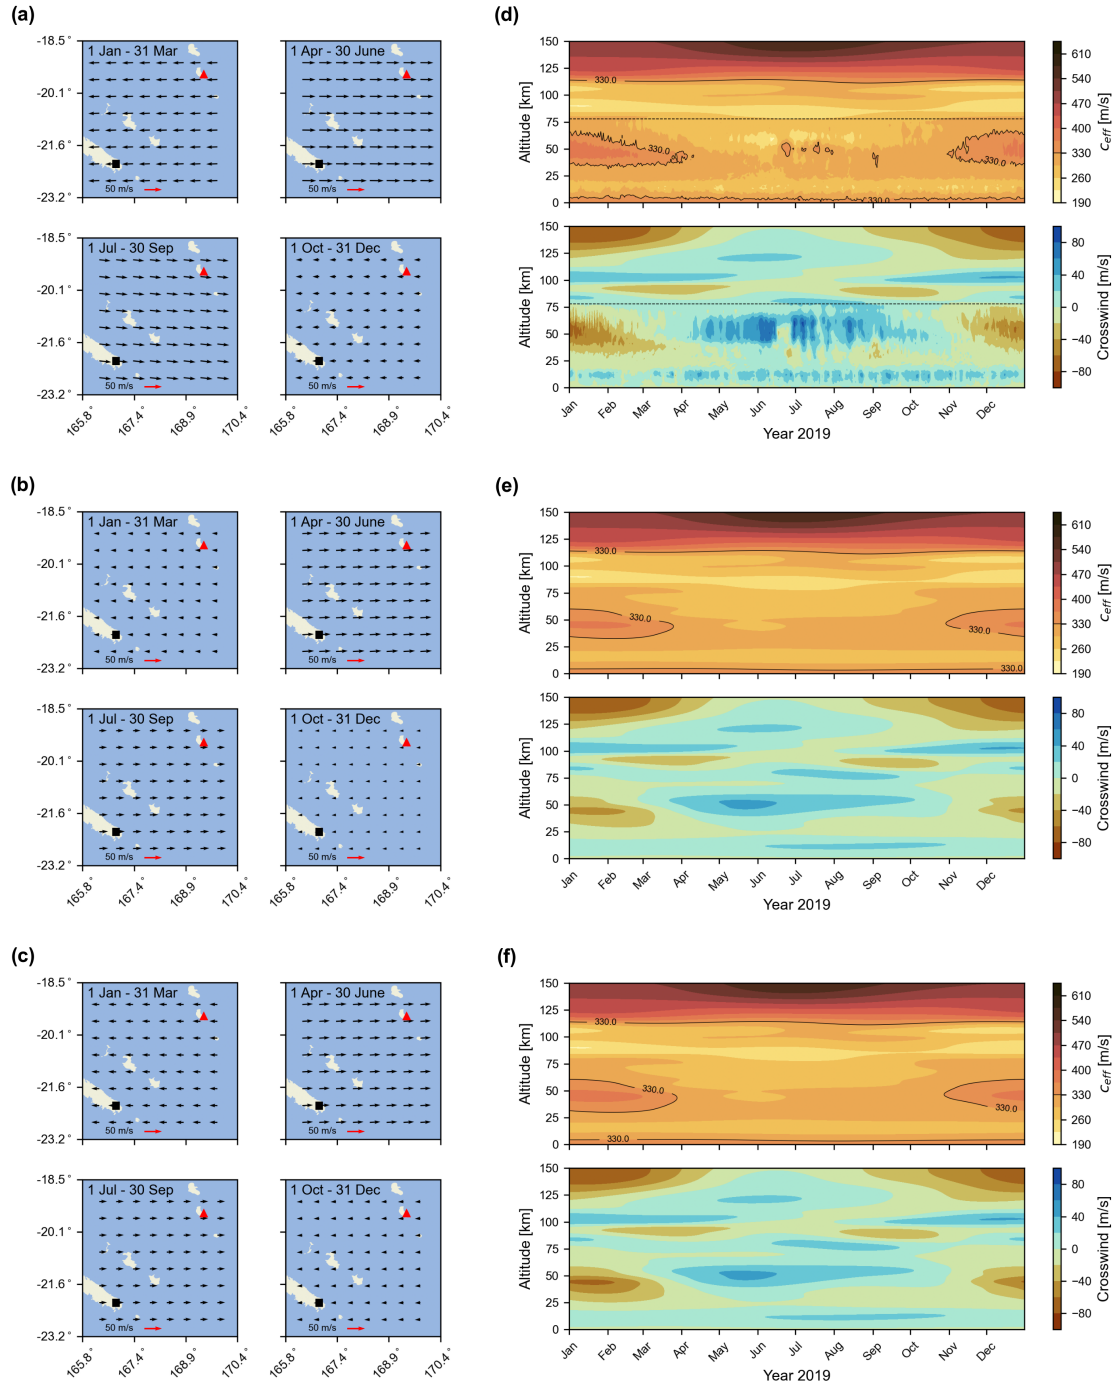 (a)
-18.5°
-20.1°
-21.6°
-23.2°
1 Jan - 31 Mar
50 m/s
1 Apr - 30 June
50 m/s
-18.5°
-20.1°
-21.6°
-23.2°
1 Jul - 30 Sep
50 m/s
1 Oct - 31 Dec
50 m/s
165.8° 167.4° 168.9° 170.4°
165.8° 167.4° 168.9° 170.4°
(d)
Altitude [km]
150
125
100
75
50
25
0
330.0
330.0
330.0
330.0
610
540
470
400
330
260
190
c_eff [m/s]
Altitude [km]
150
125
100
75
50
25
0
80
40
0
−40
−80
Crosswind [m/s]
Jan Feb Mar Apr May Jun Jul Aug Sep Oct Nov Dec
Year 2019
(b)
-18.5°
-20.1°
-21.6°
-23.2°
1 Jan - 31 Mar
50 m/s
1 Apr - 30 June
50 m/s
-18.5°
-20.1°
-21.6°
-23.2°
1 Jul - 30 Sep
50 m/s
1 Oct - 31 Dec
50 m/s
165.8° 167.4° 168.9° 170.4°
165.8° 167.4° 168.9° 170.4°
(e)
Altitude [km]
150
125
100
75
50
25
0
330.0
330.0
330.0
330.0
610
540
470
400
330
260
190
c_eff [m/s]
Altitude [km]
150
125
100
75
50
25
0
80
40
0
−40
−80
Crosswind [m/s]
Jan Feb Mar Apr May Jun Jul Aug Sep Oct Nov Dec
Year 2019
(c)
-18.5°
-20.1°
-21.6°
-23.2°
1 Jan - 31 Mar
50 m/s
1 Apr - 30 June
50 m/s
-18.5°
-20.1°
-21.6°
-23.2°
1 Jul - 30 Sep
50 m/s
1 Oct - 31 Dec
50 m/s
165.8° 167.4° 168.9° 170.4°
165.8° 167.4° 168.9° 170.4°
(f)
Altitude [km]
150
125
100
75
50
25
0
330.0
330.0
330.0
330.0
610
540
470
400
330
260
190
c_eff [m/s]
Altitude [km]
150
125
100
75
50
25
0
80
40
0
−40
−80
Crosswind [m/s]
Jan Feb Mar Apr May Jun Jul Aug Sep Oct Nov Dec
Year 2019